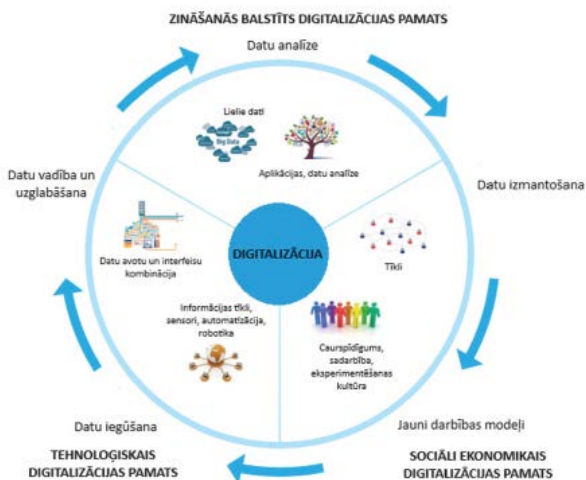 ZINĀŠANĀS BALSTĪTS DIGITALIZĀCIJAS PAMATS
Datu analīze
Lielie dati
Big Data
Aplikācijas, datu analīze
Datu vadība un
uzglabāšana
Datu izmantošana
Datu avotu un interfeisu
kombinācija
DIGITALIZĀCIJA
Tīkli
Informācijas tīkli,
sensori, automatizācija,
robotika
Caurspīdīgums,
sadarbība,
eksperimentēšanas
kultūra
Datu iegūšana
Jauni darbības modeļi
TEHNOLOĢISKAIS
DIGITALIZĀCIJAS PAMATS
SOCIĀLI EKONOMIKAIS
DIGITALIZĀCIJAS PAMATS